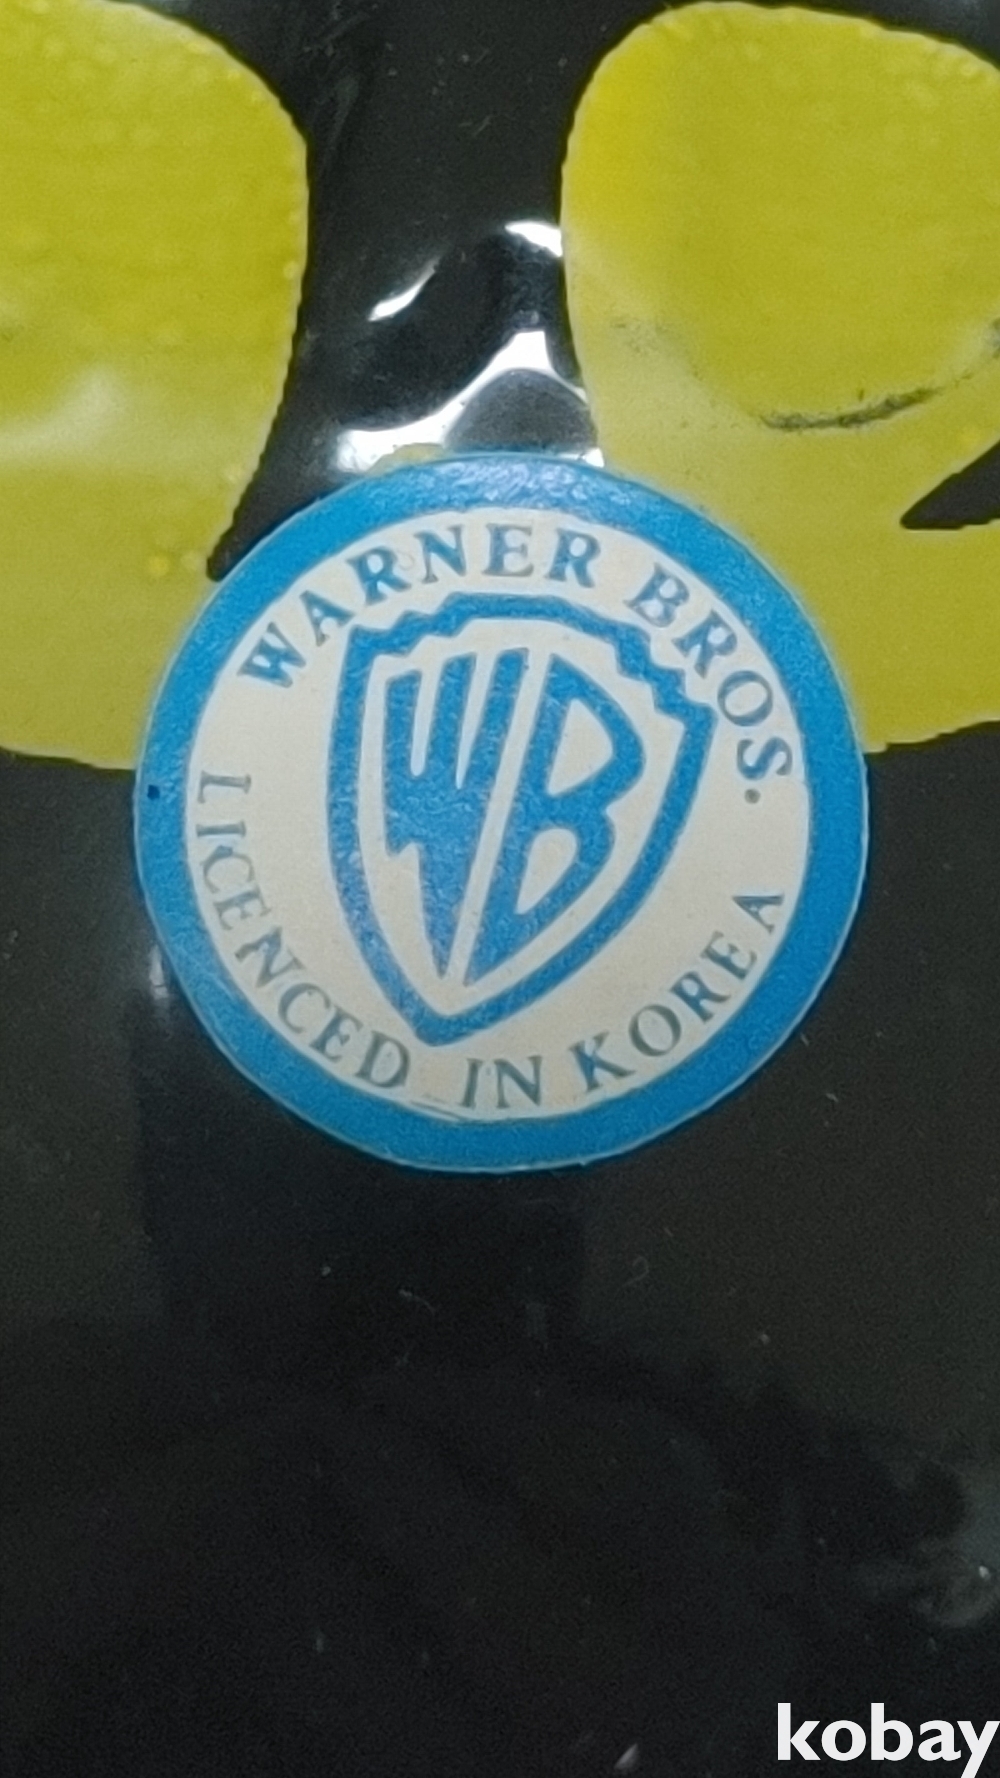 WARNER BROS.
WB
LICENCED IN KOREA
kobay